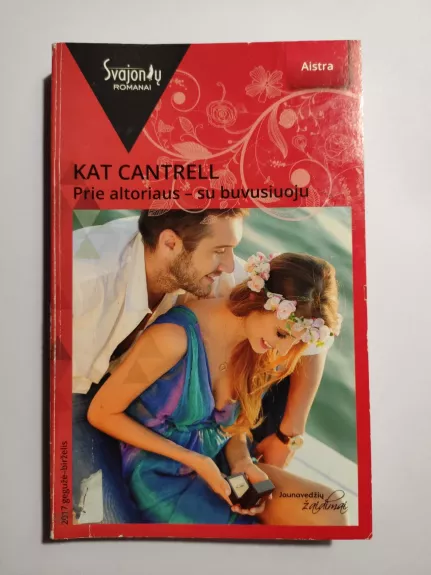 Svajonių
ROMANAI
Aistra
KAT CANTRELL
Prie altoriaus – su buvusiuoju
2017 gegužė–birželis
Jaunavedžių
žaidimai